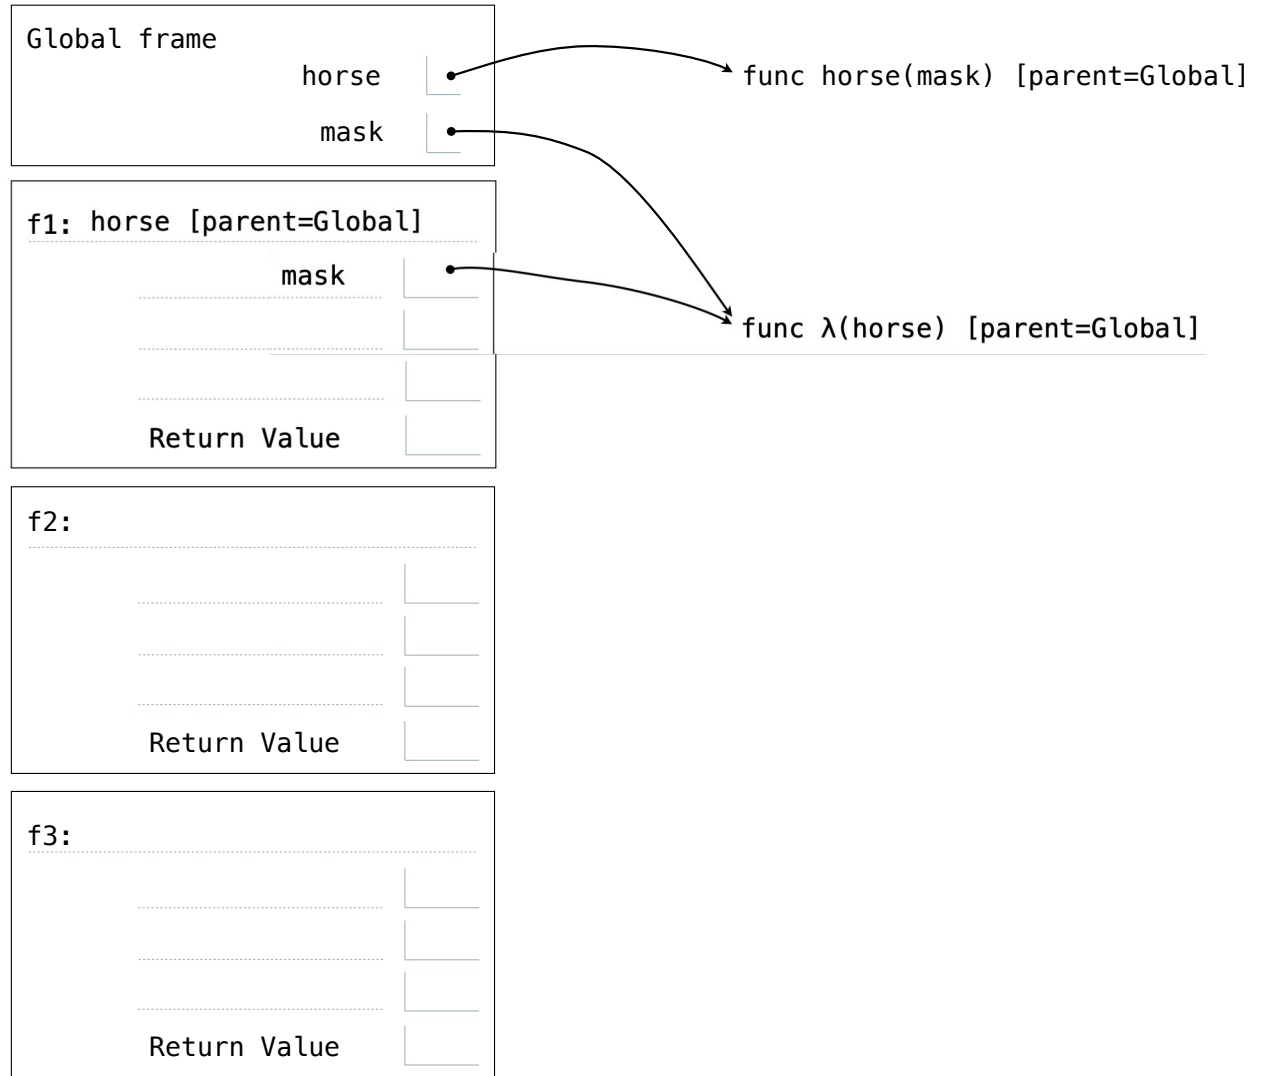 Global frame
horse
func horse(mask) [parent=Global]
mask
f1: horse [parent=Global]
mask
func λ(horse) [parent=Global]
Return Value
f2:
Return Value
f3:
Return Value